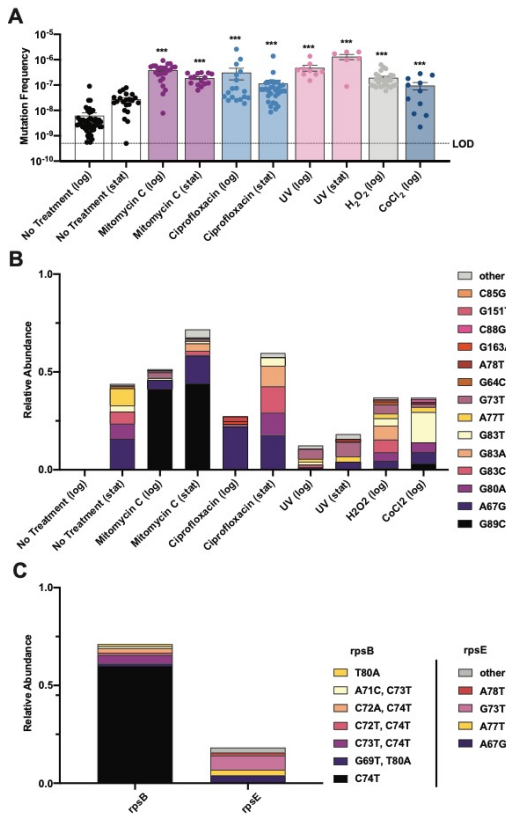 A
Mutation Frequency
10-5
10-6
10-7
10-8
10-9
10-10
***
***
***
***
***
***
***
***
LOD
No Treatment (log)
No Treatment (stat)
Mitomycin C (log)
Mitomycin C (stat)
Ciprofloxacin (log)
Ciprofloxacin (stat)
UV (log)
UV (stat)
H2O2 (log)
CoCl2 (log)
B
Relative Abundance
1.0
0.5
0.0
No Treatment (log)
No Treatment (stat)
Mitomycin C (log)
Mitomycin C (stat)
Ciprofloxacin (log)
Ciprofloxacin (stat)
UV (log)
UV (stat)
H2O2 (log)
CoCl2 (log)
other
C85G
G151T
C88G
G163A
A78T
G64C
G73T
A77T
G83T
G83A
G83C
G80A
A67G
G89C
C
Relative Abundance
1.0
0.5
0.0
rpsB
rpsE
rpsB
T80A
A71C, C73T
C72A, C74T
C72T, C74T
C73T, C74T
G69T, T80A
C74T
rpsE
other
A78T
G73T
A77T
A67G